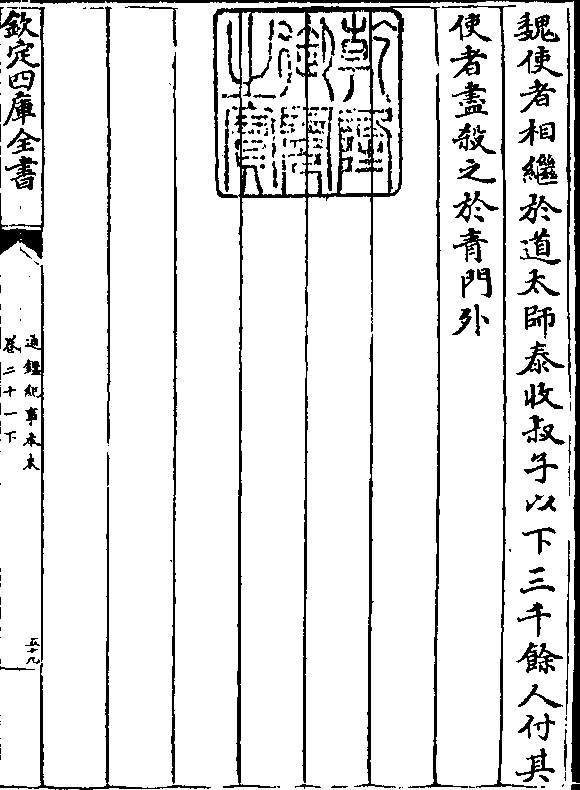 魏使者相繼於道太師泰收叔子以下三千餘人付其
使者盡殺之於青門外
乾隆
御覽
之寶
欽定四庫全書
通鑑紀事本末
卷二十一下
五十九